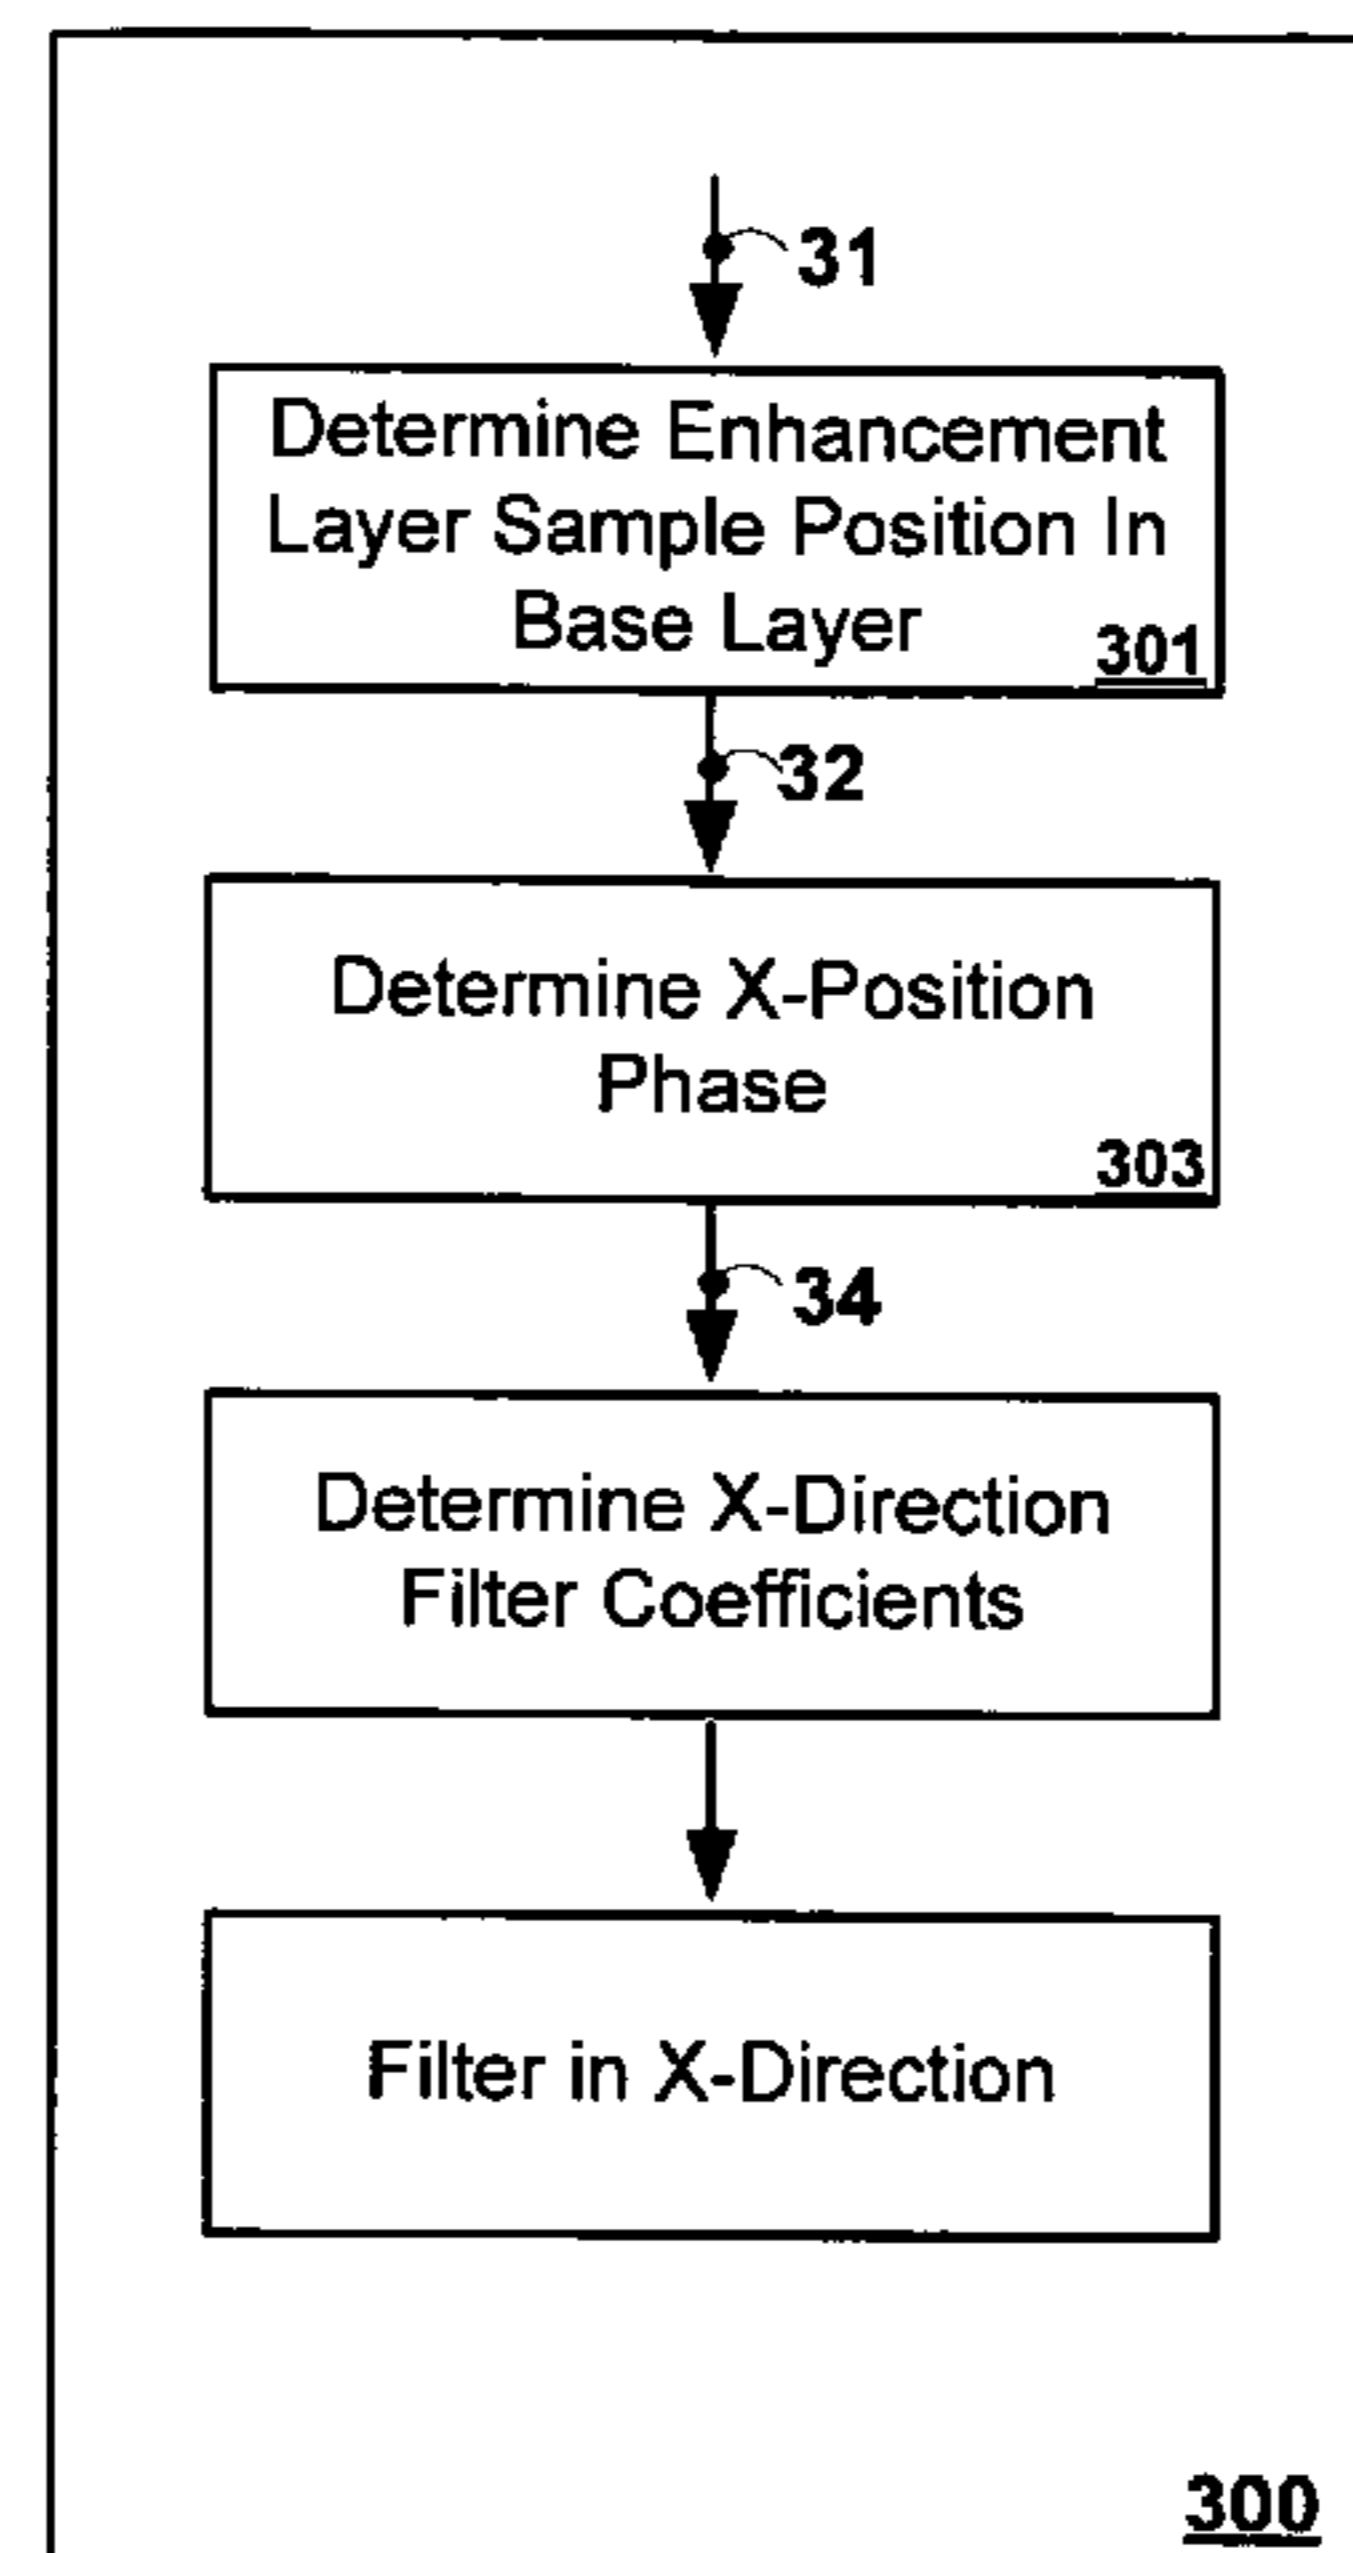 31
Determine Enhancement
Layer Sample Position In
Base Layer
301
32
Determine X-Position
Phase
303
34
Determine X-Direction
Filter Coefficients
Filter in X-Direction
300